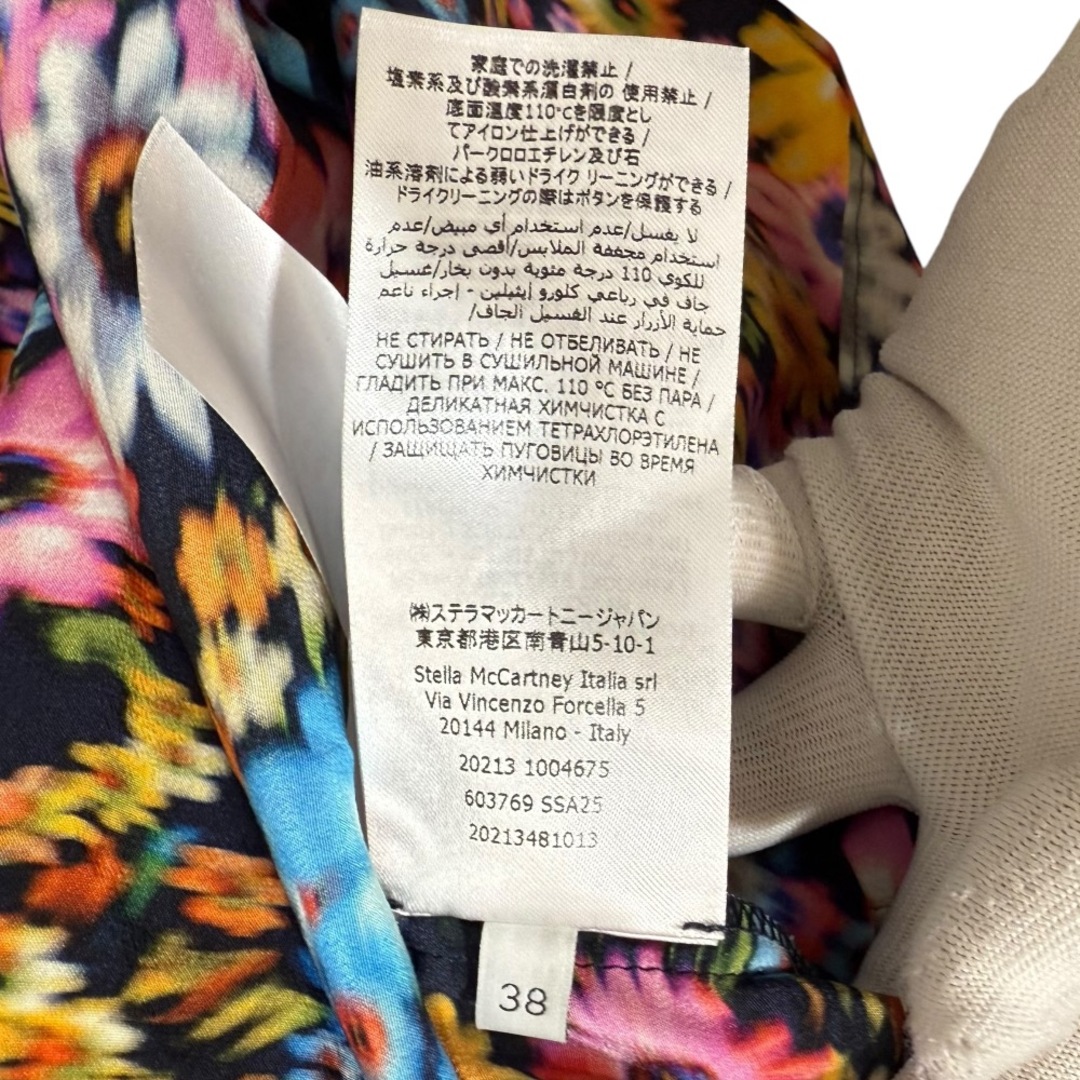 家庭での洗濯禁止 /
塩素系及び酸素系漂白剤の 使用禁止 /
底面温度110℃を限度とし
てアイロン仕上げができる /
パークロロエチレン及び石
油系溶剤による弱いドライク リーニングができる /
ドライクリーニングの際はボタンを保護する
لا يغسل/عدم استخدام أي مبيض/عدم
استخدام مجففة الملابس/أقصى درجة حرارة
للكوي 110 درجة مئوية بدون بخار/غسيل
جاف في رباعي كلورو إيثيلين - إجراء ناعم
حماية الأزرار عند الغسيل الجاف/
НЕ СТИРАТЬ / НЕ ОТБЕЛИВАТЬ / НЕ
СУШИТЬ В СУШИЛЬНОЙ МАШИНЕ /
ГЛАДИТЬ ПРИ МАКС. 110 °C БЕЗ ПАРА /
ДЕЛИКАТНАЯ ХИМЧИСТКА С
ИСПОЛЬЗОВАНИЕМ ТЕТРАХЛОРЭТИЛЕНА
/ ЗАЩИЩАТЬ ПУГОВИЦЫ ВО ВРЕМЯ
ХИМЧИСТКИ
㈱ステラマッカートニージャパン
東京都港区南青山5-10-1
Stella McCartney Italia srl
Via Vincenzo Forcella 5
20144 Milano - Italy
20213 1004675
603769 SSA25
20213481013
38